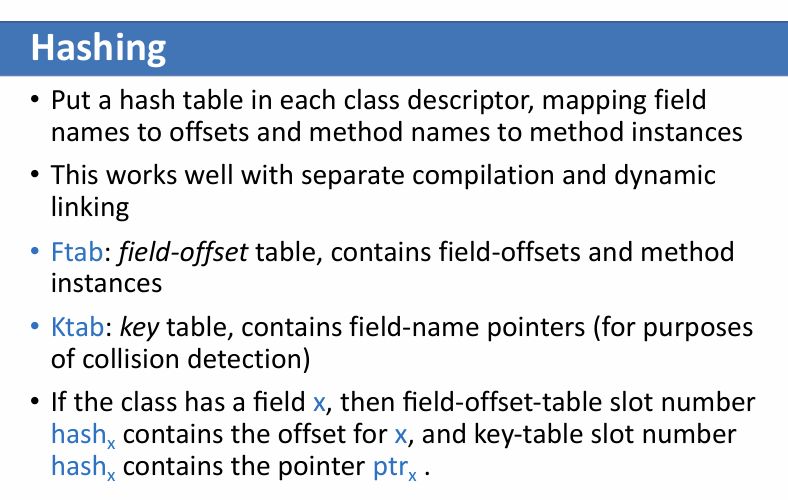 Hashing
• Put a hash table in each class descriptor, mapping field
names to offsets and method names to method instances
• This works well with separate compilation and dynamic
linking
• Ftab: field-offset table, contains field-offsets and method
instances
• Ktab: key table, contains field-name pointers (for purposes
of collision detection)
• If the class has a field x, then field-offset-table slot number
hashₓ contains the offset for x, and key-table slot number
hashₓ contains the pointer ptrₓ .